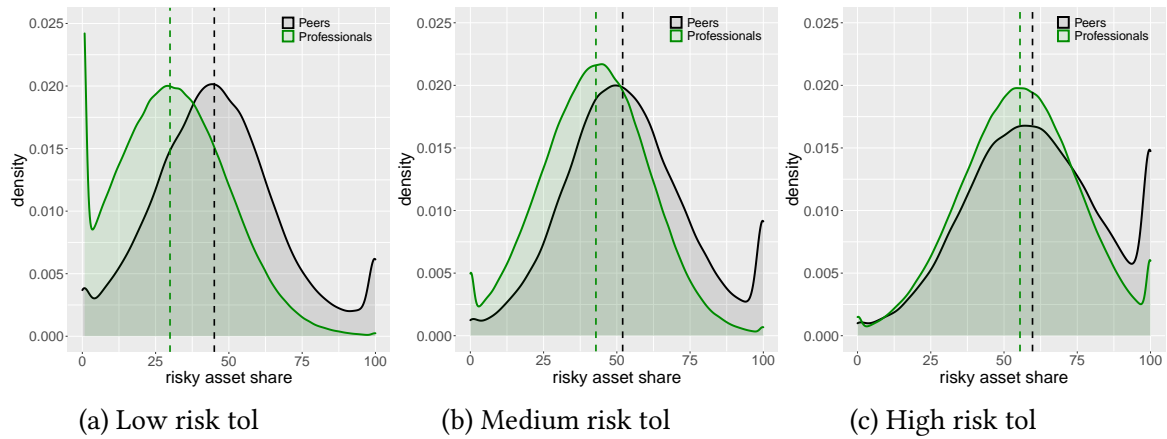 0.025
0.020
0.015
0.010
0.005
0.000
density
Peers
Professionals
0 25 50 75 100
risky asset share
(a) Low risk tol
0.025
0.020
0.015
0.010
0.005
0.000
density
Peers
Professionals
0 25 50 75 100
risky asset share
(b) Medium risk tol
0.025
0.020
0.015
0.010
0.005
0.000
density
Peers
Professionals
0 25 50 75 100
risky asset share
(c) High risk tol